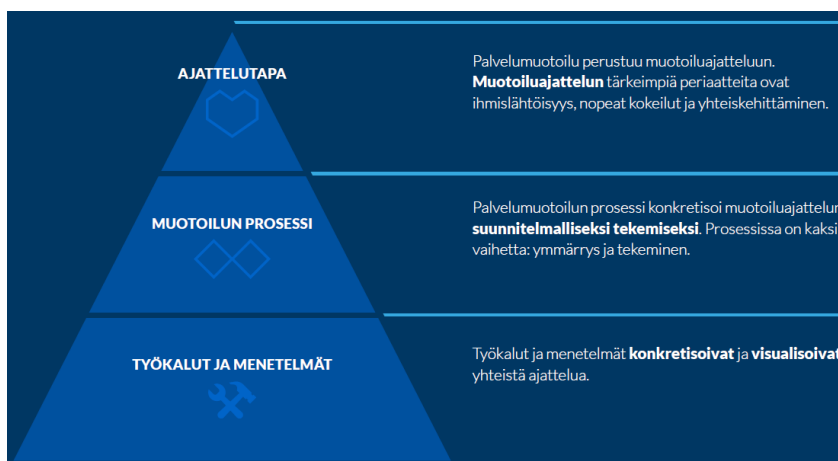 AJATTELUTAPA
Palvelumuotoilu perustuu muotoiluajatteluun.
Muotoiluajattelun tärkeimpiä periaatteita ovat
ihmislähtöisyys, nopeat kokeilut ja yhteiskehittäminen.
MUOTOILUN PROSESSI
Palvelumuotoilun prosessi konkretisoi muotoiluajattelun
suunnitelmalliseksi tekemiseksi. Prosessissa on kaksi
vaihetta: ymmärrys ja tekeminen.
TYÖKALUT JA MENETELMÄT
Työkalut ja menetelmät konkretisoivat ja visualisoivat
yhteistä ajattelua.